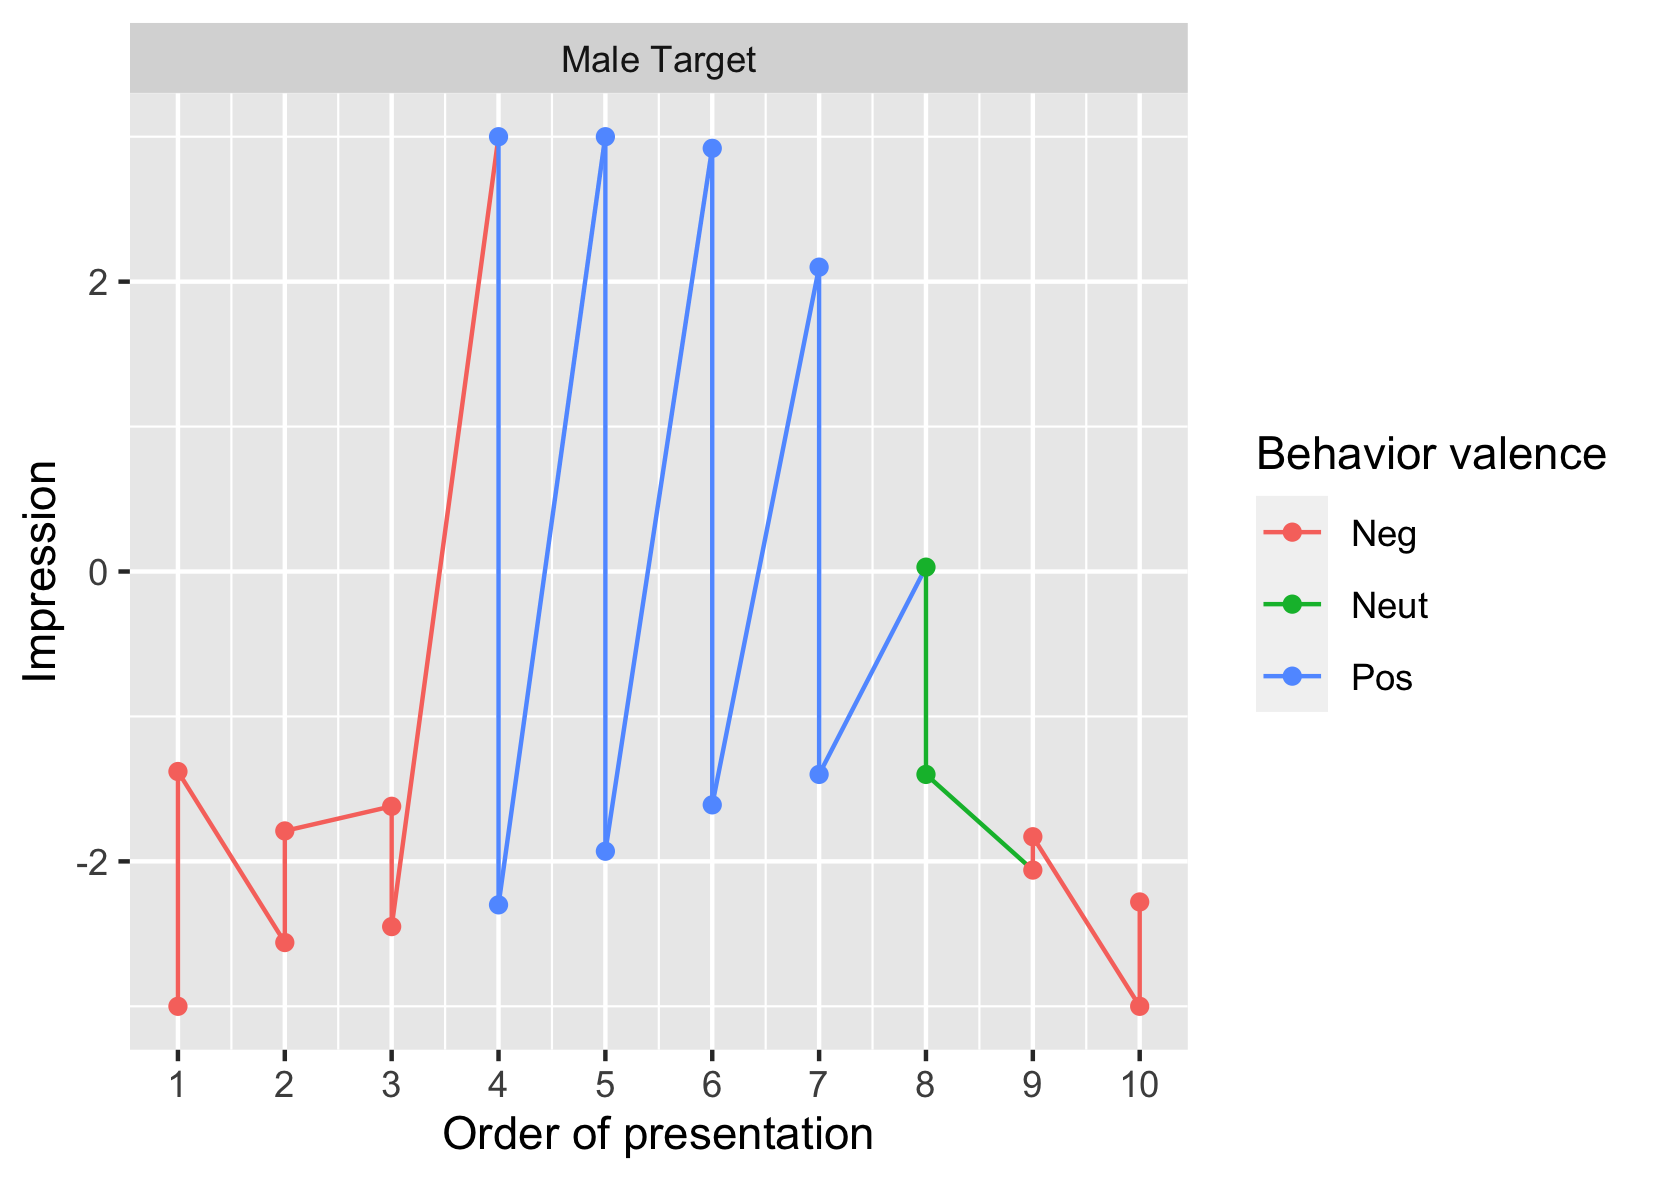 Male Target
2
0
-2
Impression
1 2 3 4 5 6 7 8 9 10
Order of presentation
Behavior valence
Neg
Neut
Pos